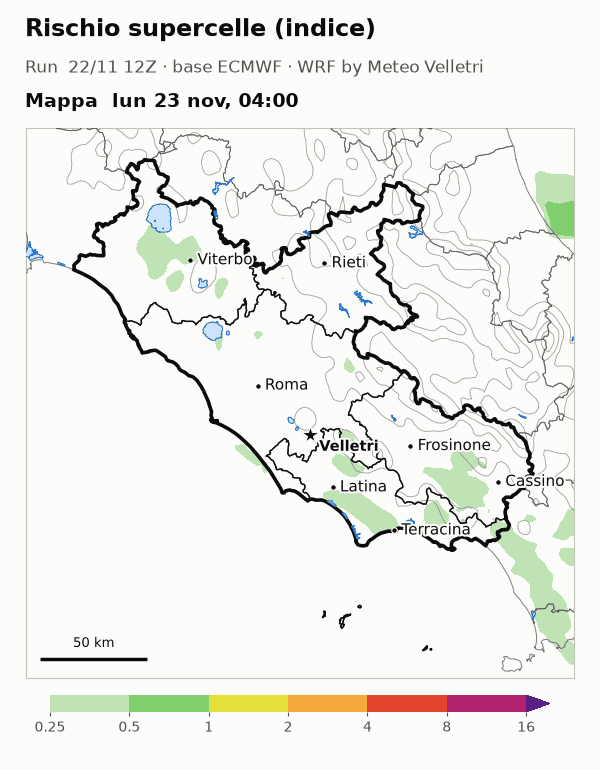 Rischio supercelle (indice)
Run  22/11 12Z · base ECMWF · WRF by Meteo Velletri
Mappa  lun 23 nov, 04:00
Viterbo
Rieti
Roma
Velletri
Frosinone
Cassino
Latina
Terracina
50 km
0.25 0.5 1 2 4 8 16